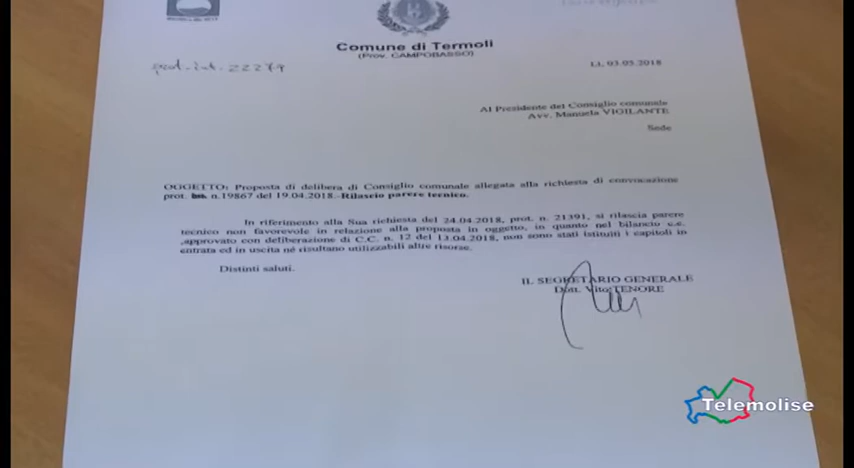 Comune di Termoli
(Prov. CAMPOBASSO)
Li, 03.05.2018
Al Presidente del Consiglio comunale
Avv. Manuela VIGILANTE
Sede
OGGETTO: Proposta di delibera di Consiglio comunale allegata alla richiesta di convocazione
prot. n.19867 del 19.04.2018.-Rilascio parere tecnico.
In riferimento alla Sua richiesta del 24.04.2018, prot. n. 21391, si rilascia parere
tecnico non favorevole in relazione alla proposta in oggetto, in quanto nel bilancio c.e.
approvato con deliberazione di C.C. n. 12 del 13.04.2018, non sono stati istituiti i capitoli in
entrata ed in uscita né risultano utilizzabili altre risorse.
Distinti saluti.
IL SEGRETARIO GENERALE
Dott. Vito TENORE
Telemolise